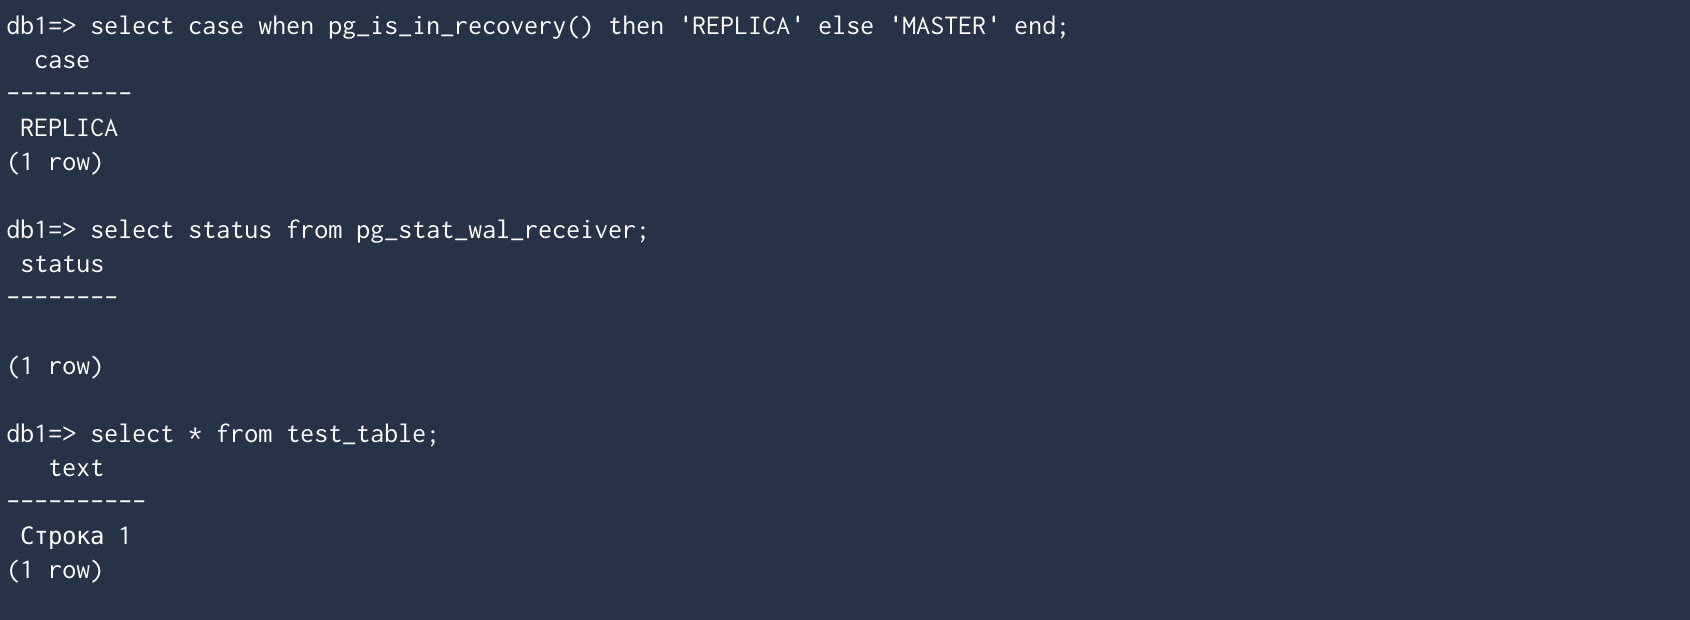 db1=> select case when pg_is_in_recovery() then 'REPLICA' else 'MASTER' end;
  case
---------
 REPLICA
(1 row)

db1=> select status from pg_stat_wal_receiver;
 status
--------

(1 row)

db1=> select * from test_table;
   text
----------
 Строка 1
(1 row)